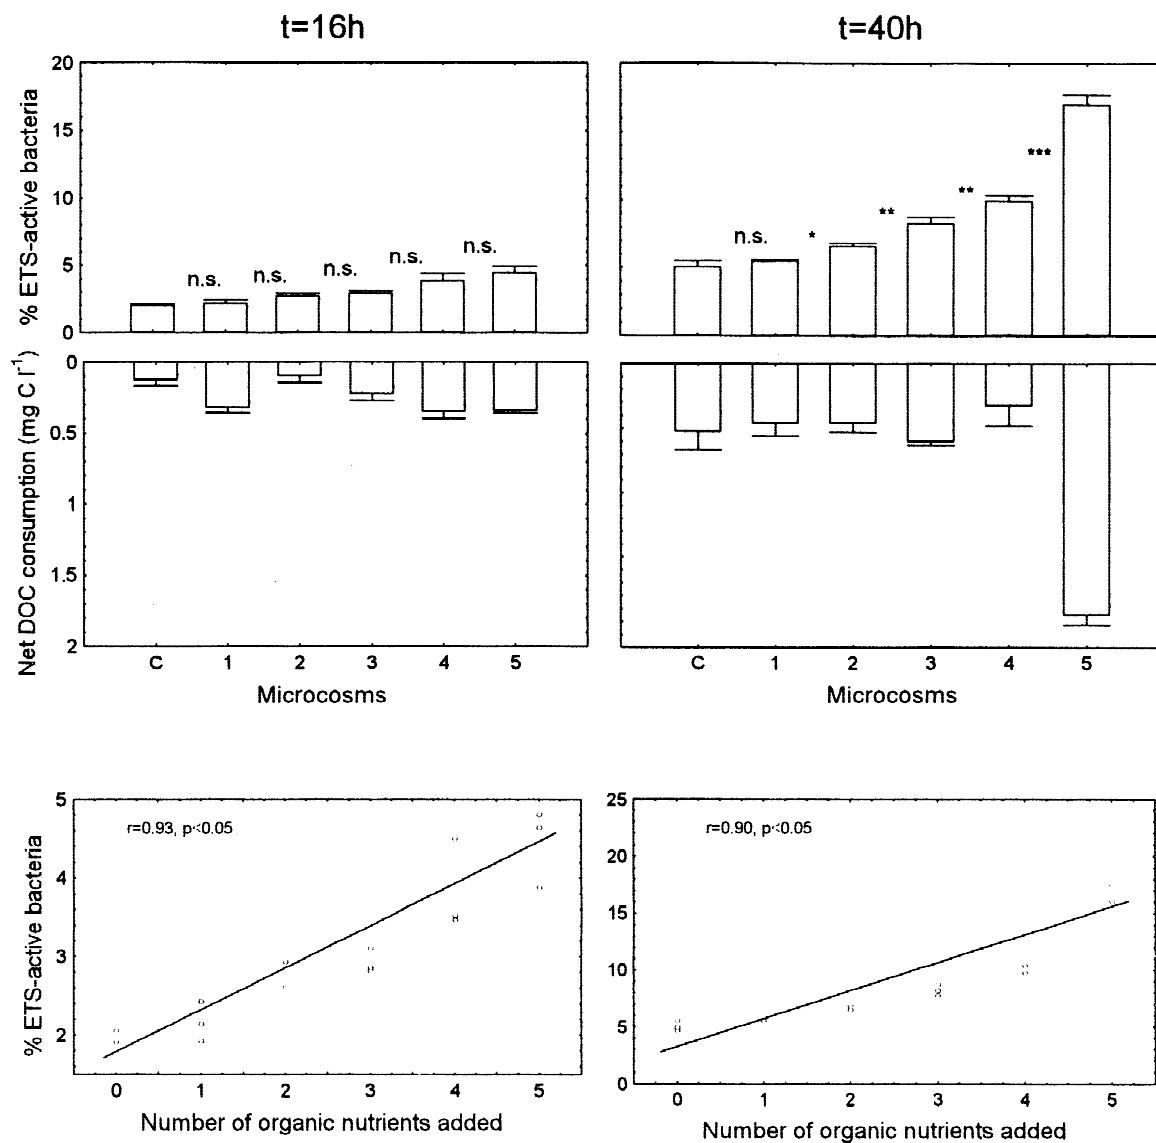 t=16h
t=40h
% ETS-active bacteria
20
15
10
5
0
n.s.
n.s.
n.s.
n.s.
n.s.
n.s.
*
**
**
***
Net DOC consumption (mg C l⁻¹)
0
0.5
1
1.5
2
C 1 2 3 4 5
Microcosms
C 1 2 3 4 5
Microcosms
% ETS-active bacteria
5
4
3
2
r=0.93, p<0.05
0 1 2 3 4 5
Number of organic nutrients added
25
20
15
10
5
0
r=0.90, p<0.05
0 1 2 3 4 5
Number of organic nutrients added